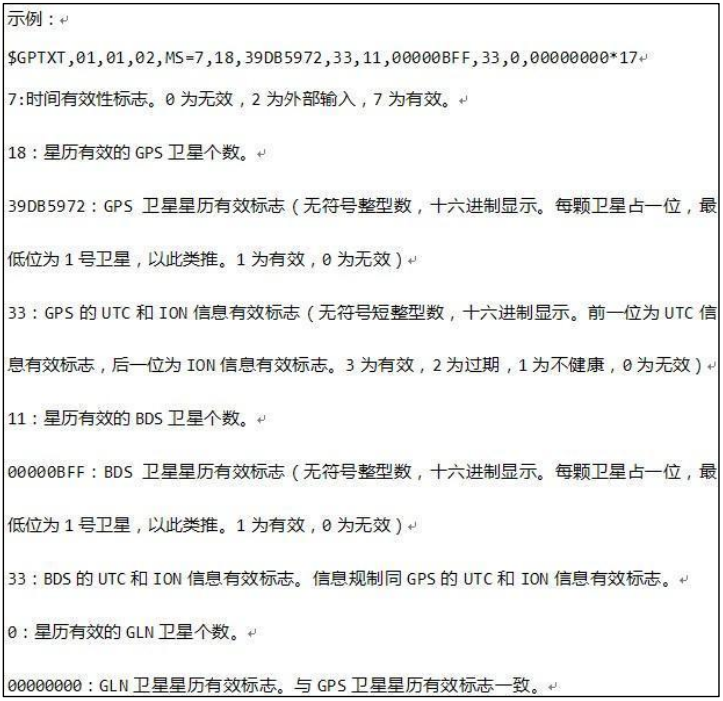 示例：↵
$GPTXT,01,01,02,MS=7,18,39DB5972,33,11,00000BFF,33,0,00000000*17↵
7:时间有效性标志。0 为无效，2 为外部输入，7 为有效。↵
18：星历有效的 GPS 卫星个数。↵
39DB5972：GPS 卫星星历有效标志（无符号整型数，十六进制显示。每颗卫星占一位，最
低位为 1 号卫星，以此类推。1 为有效，0 为无效）↵
33：GPS 的 UTC 和 ION 信息有效标志（无符号短整型数，十六进制显示。前一位为 UTC 信
息有效标志，后一位为 ION 信息有效标志。3 为有效，2 为过期，1 为不健康，0 为无效）↵
11：星历有效的 BDS 卫星个数。↵
00000BFF：BDS 卫星星历有效标志（无符号整型数，十六进制显示。每颗卫星占一位，最
低位为 1 号卫星，以此类推。1 为有效，0 为无效）↵
33：BDS 的 UTC 和 ION 信息有效标志。信息规制同 GPS 的 UTC 和 ION 信息有效标志。↵
0：星历有效的 GLN 卫星个数。↵
00000000：GLN 卫星星历有效标志。与 GPS 卫星星历有效标志一致。↵